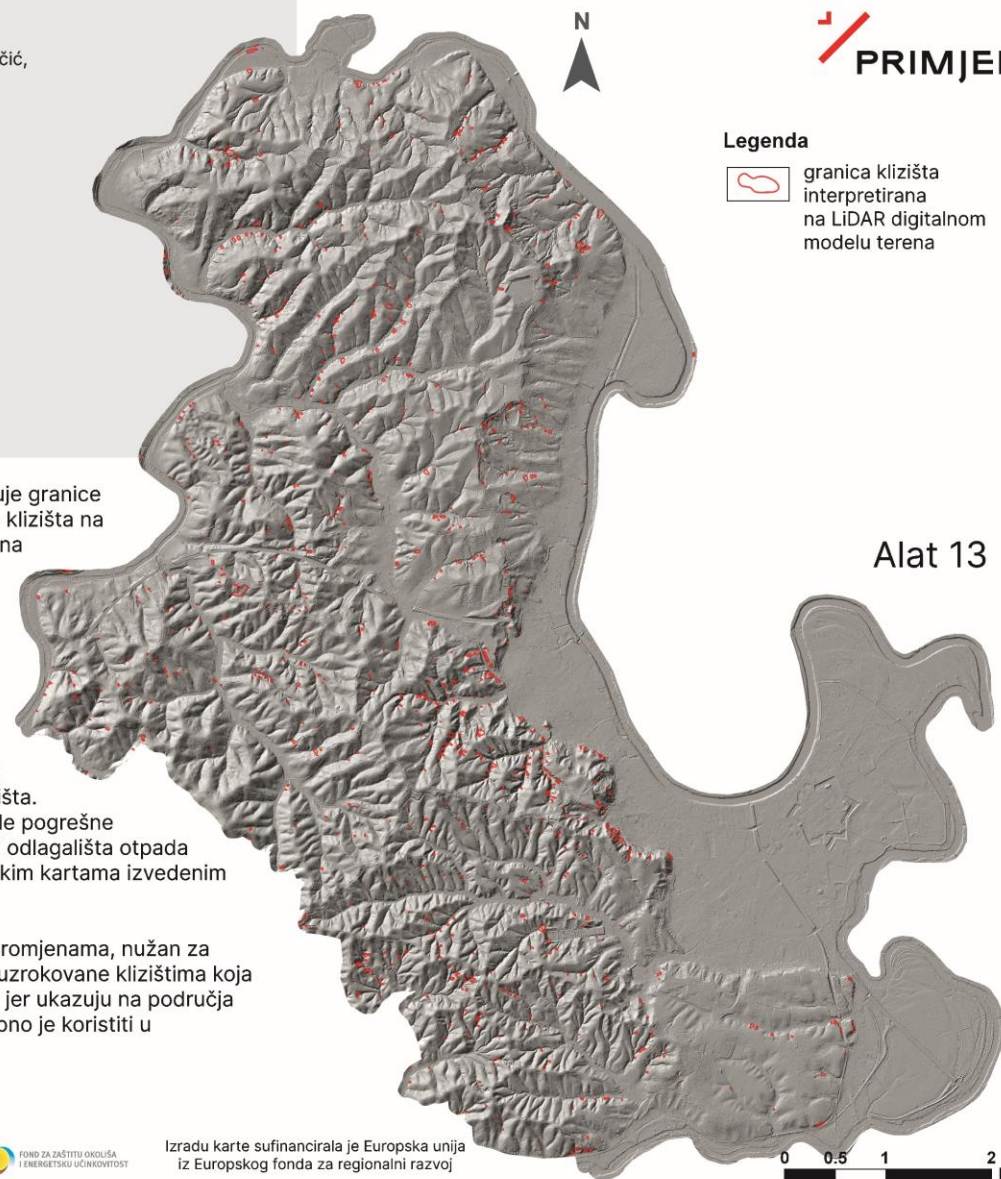 čić,
N
Legenda
granica klizišta
interpretirana
na LiDAR digitalnom
modelu terena
uje granice
klizišta na
na
Alat 13
išta.
le pogrešne
odlagališta otpada
kim kartama izvedenim
romjenama, nužan za
uzrokovane klizištima koja
jer ukazuju na područja
bno je koristiti u
FOND ZA ZAŠTITU OKOLIŠA
I ENERGETSKU UČINKOVITOST
Izradu karte sufinancirala je Europska unija
iz Europskog fonda za regionalni razvoj
0 0.5 1 2